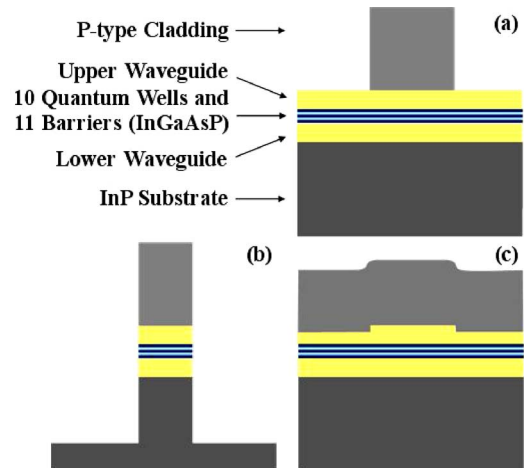 P-type Cladding
(a)
Upper Waveguide
10 Quantum Wells and
11 Barriers (InGaAsP)
Lower Waveguide
InP Substrate
(b)
(c)